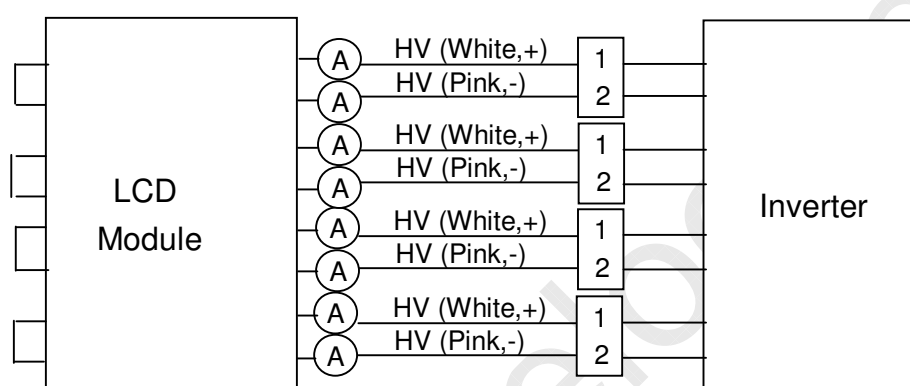 A HV (White,+) 1
A HV (Pink,-) 2
A HV (White,+) 1
A HV (Pink,-) 2
LCD
Module
Inverter
A HV (White,+) 1
A HV (Pink,-) 2
A HV (White,+) 1
A HV (Pink,-) 2